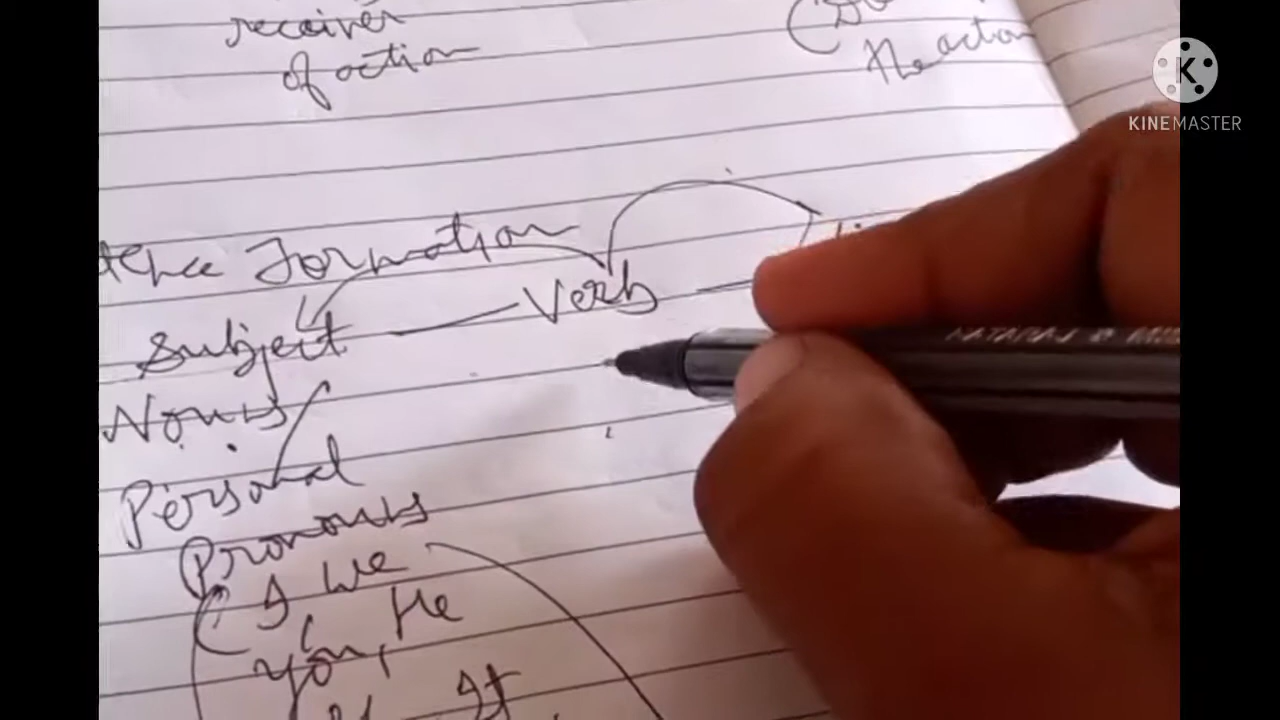 receiver
of action
the action
tence Formation
Subject — Verb —
Nouns
Personal
Pronouns
(I We
You, He
It
KINEMASTER